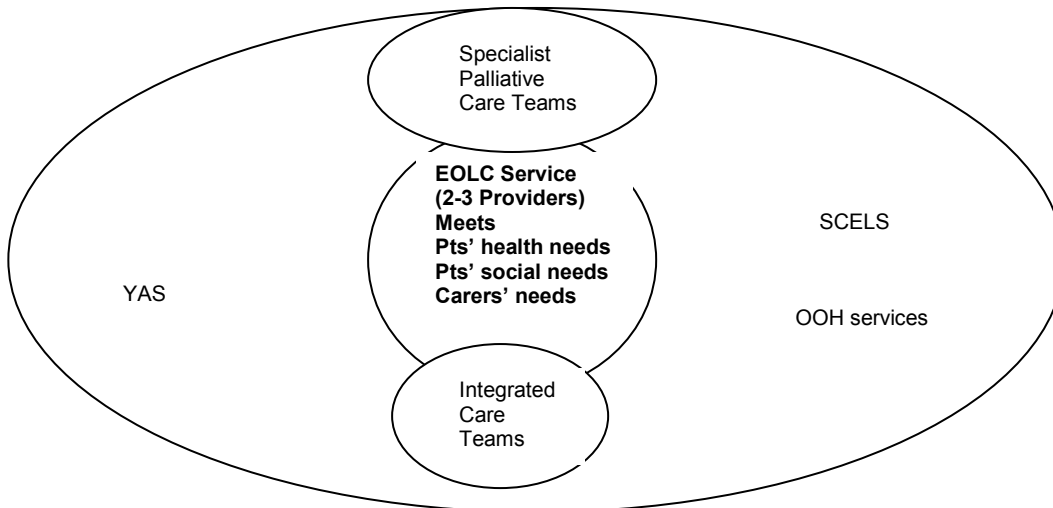 Specialist
Palliative
Care Teams
EOLC Service
(2-3 Providers)
Meets
Pts’ health needs
Pts’ social needs
Carers’ needs
SCELS
YAS
OOH services
Integrated
Care
Teams